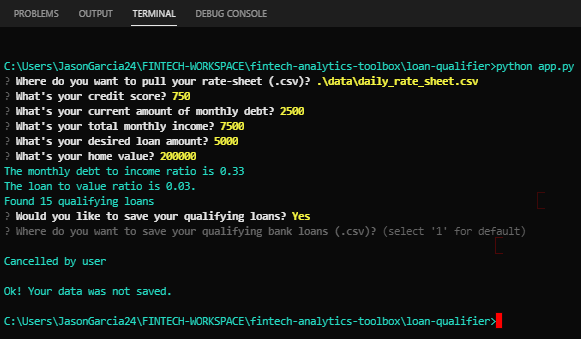 PROBLEMS OUTPUT TERMINAL DEBUG CONSOLE
C:\Users\JasonGarcia24\FINTECH-WORKSPACE\fintech-analytics-toolbox\loan-qualifier>python app.py
? Where do you want to pull your rate-sheet (.csv)? .\data\daily_rate_sheet.csv
? What's your credit score? 750
? What's your current amount of monthly debt? 2500
? What's your total monthly income? 7500
? What's your desired loan amount? 5000
? What's your home value? 200000
The monthly debt to income ratio is 0.33
The loan to value ratio is 0.03.
Found 15 qualifying loans
? Would you like to save your qualifying loans? Yes
? Where do you want to save your qualifying bank loans (.csv)? (select '1' for default)
Cancelled by user
Ok! Your data was not saved.
C:\Users\JasonGarcia24\FINTECH-WORKSPACE\fintech-analytics-toolbox\loan-qualifier>